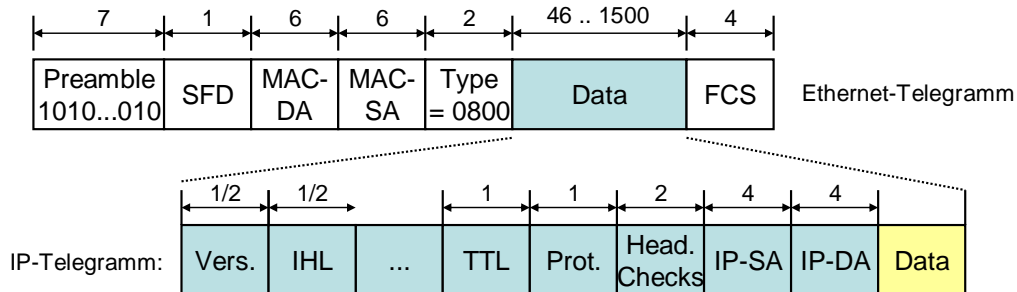 7 1 6 6 2 46 .. 1500 4
Preamble 1010...010 SFD MAC-DA MAC-SA Type = 0800 Data FCS Ethernet-Telegramm
1/2 1/2 1 1 2 4 4
IP-Telegramm: Vers. IHL ... TTL Prot. Head. Checks IP-SA IP-DA Data